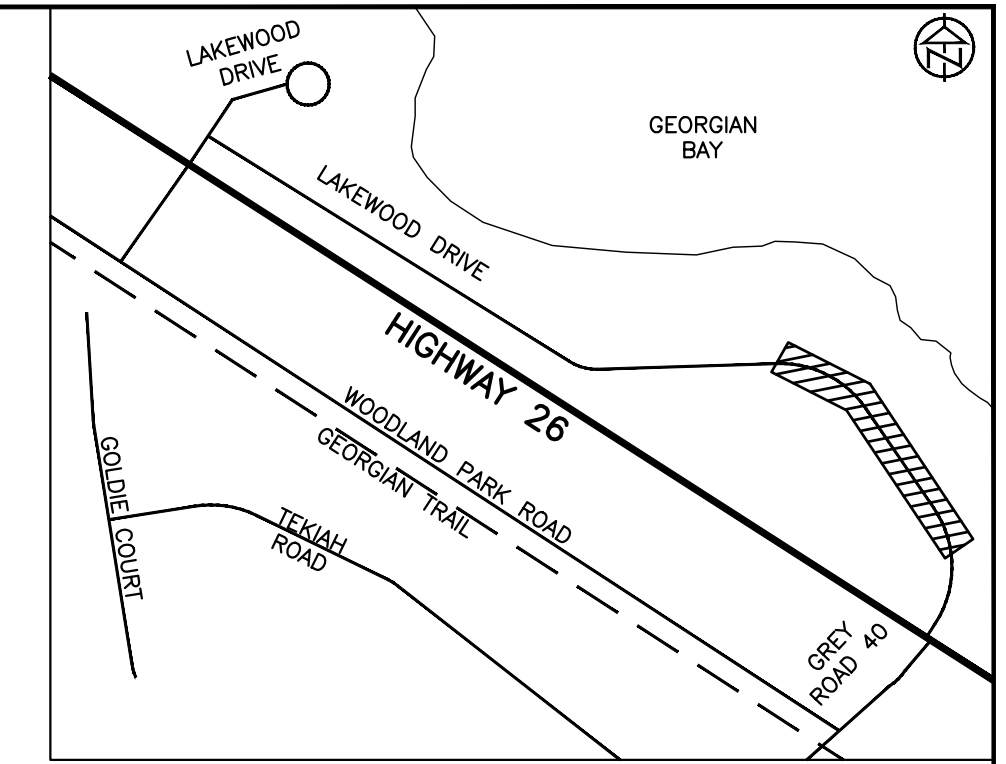 LAKEWOOD
DRIVE
N
GEORGIAN
BAY
LAKEWOOD DRIVE
HIGHWAY 26
WOODLAND PARK ROAD
GEORGIAN TRAIL
GOLDIE COURT
TEKIAH
ROAD
GREY
ROAD 40